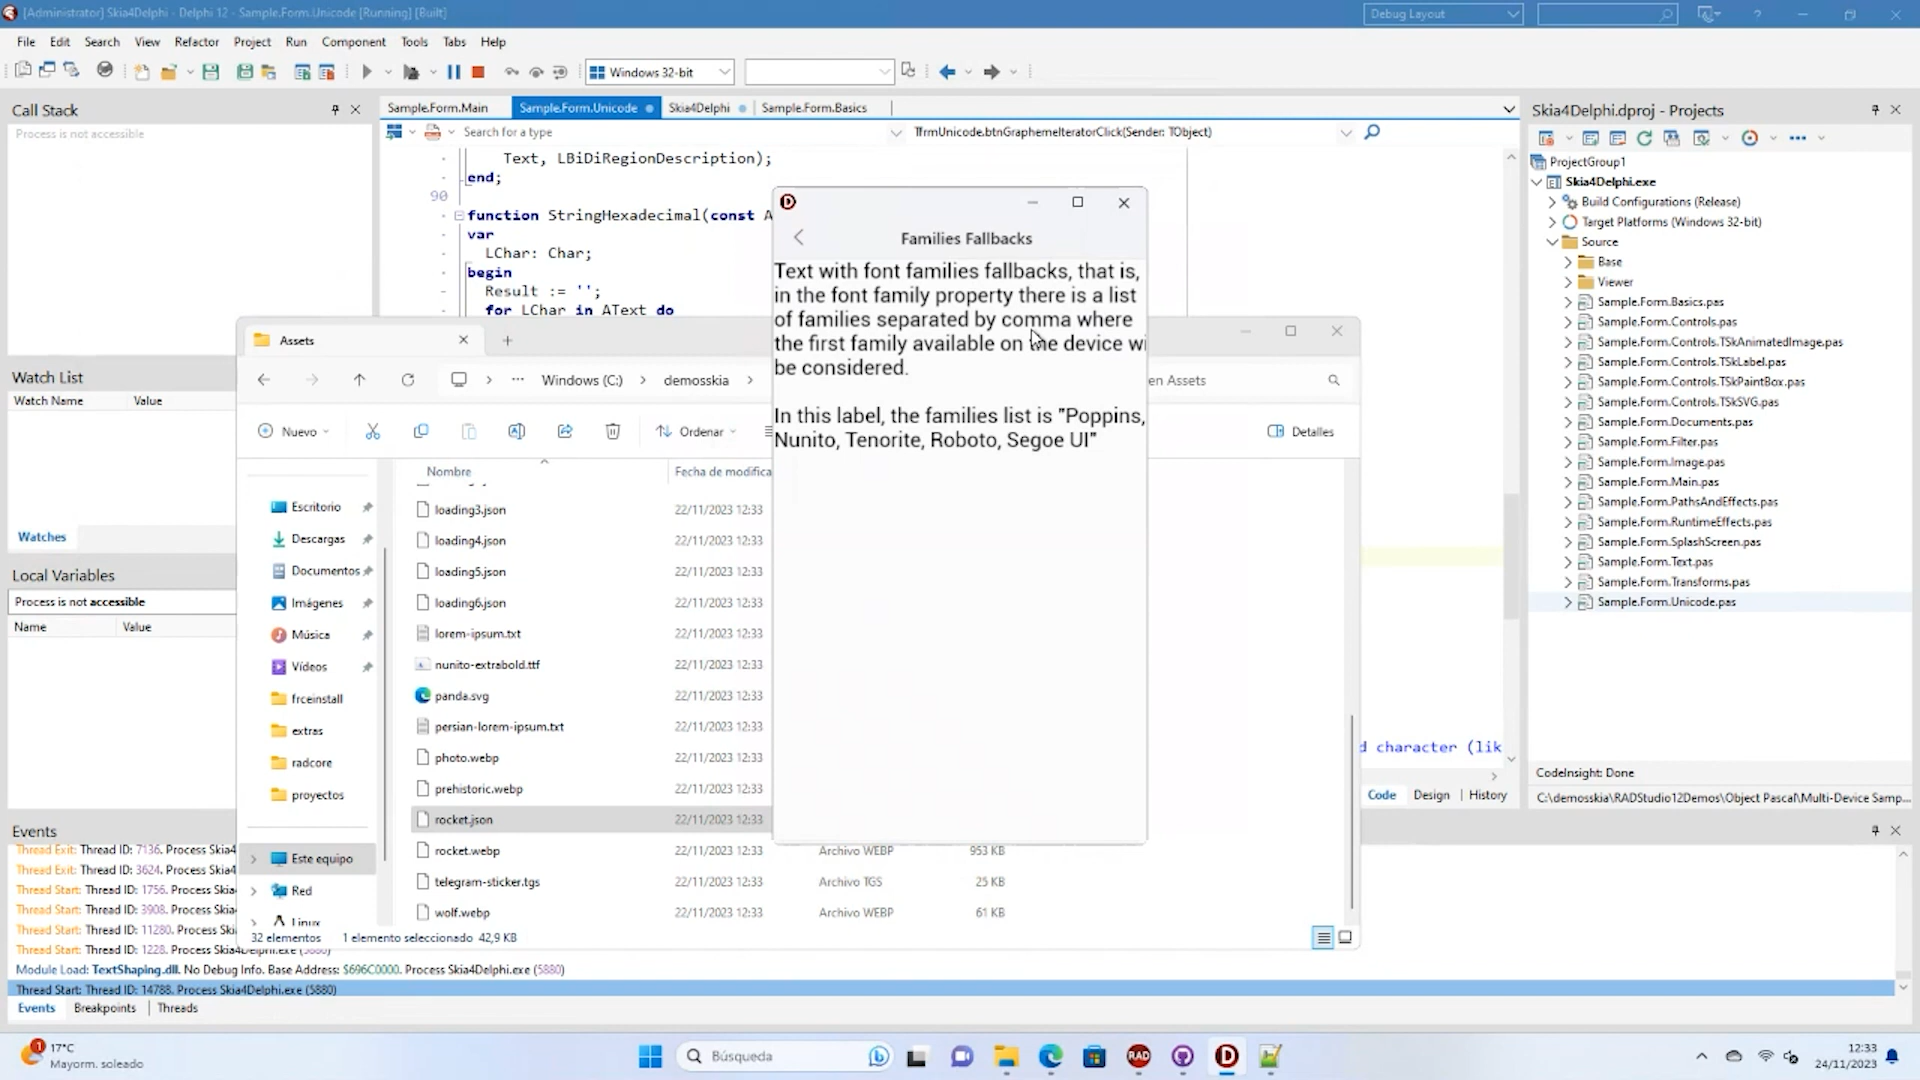 [Administrator] Skia4Delphi - Delphi 12 - Sample.Form.Unicode [Running] [Built]
Debug Layout
File Edit Search View Refactor Project Run Component Tools Tabs Help
Windows 32-bit
Call Stack
Process is not accessible
Sample.Form.Main Sample.Form.Unicode Skia4Delphi Sample.Form.Basics
Search for a type
TfrmUnicode.btnGraphemeIteratorClick(Sender: TObject)
Text, LBiDiRegionDescription);
end;
90
function StringHexadecimal(const A
var
LChar: Char;
begin
Result := '';
for LChar in AText do
Families Fallbacks
Text with font families fallbacks, that is,
in the font family property there is a list
of families separated by comma where
the first family available on the device wi
be considered.
In this label, the families list is "Poppins,
Nunito, Tenorite, Roboto, Segoe UI"
Assets
Windows (C:)
demosskia
en Assets
Nuevo
Ordenar
Detalles
Nombre
Fecha de modifica
loading3.json 22/11/2023 12:33
loading4.json 22/11/2023 12:33
loading5.json 22/11/2023 12:33
loading6.json 22/11/2023 12:33
lorem-ipsum.txt 22/11/2023 12:33
nunito-extrabold.ttf 22/11/2023 12:33
panda.svg 22/11/2023 12:33
persian-lorem-ipsum.txt 22/11/2023 12:33
photo.webp 22/11/2023 12:33
prehistoric.webp 22/11/2023 12:33
rocket.json 22/11/2023 12:33
rocket.webp 22/11/2023 12:33 Archivo WEBP 953 KB
telegram-sticker.tgs 22/11/2023 12:33 Archivo TGS 25 KB
wolf.webp 22/11/2023 12:33 Archivo WEBP 61 KB
Escritorio
Descargas
Documentos
Imágenes
Música
Vídeos
frceinstall
extras
radcore
proyectos
Este equipo
Red
Linux
32 elementos 1 elemento seleccionado 42,9 KB
Watch List
Watch Name Value
Watches
Local Variables
Process is not accessible
Name Value
d character (lik
Code Design History
Skia4Delphi.dproj - Projects
ProjectGroup1
Skia4Delphi.exe
Build Configurations (Release)
Target Platforms (Windows 32-bit)
Source
Base
Viewer
Sample.Form.Basics.pas
Sample.Form.Controls.pas
Sample.Form.Controls.TSkAnimatedImage.pas
Sample.Form.Controls.TSkLabel.pas
Sample.Form.Controls.TSkPaintBox.pas
Sample.Form.Controls.TSkSVG.pas
Sample.Form.Documents.pas
Sample.Form.Filter.pas
Sample.Form.Image.pas
Sample.Form.Main.pas
Sample.Form.PathsAndEffects.pas
Sample.Form.RuntimeEffects.pas
Sample.Form.SplashScreen.pas
Sample.Form.Text.pas
Sample.Form.Transforms.pas
Sample.Form.Unicode.pas
CodeInsight: Done
C:\demosskia\RADStudio12Demos\Object Pascal\Multi-Device Samp...
Events
Thread Exit: Thread ID: 7136. Process Skia4
Thread Exit: Thread ID: 3624. Process Skia4
Thread Start: Thread ID: 1756. Process Skia4
Thread Start: Thread ID: 3908. Process Skia4
Thread Start: Thread ID: 11280. Process Skia4
Thread Start: Thread ID: 1228. Process Skia4Delphi.exe (5880)
Module Load: TextShaping.dll. No Debug Info. Base Address: $696C0000. Process Skia4Delphi.exe (5880)
Thread Start: Thread ID: 14788. Process Skia4Delphi.exe (5880)
Events Breakpoints Threads
17°C
Mayorm. soleado
Búsqueda
RAD
12:33
24/11/2023